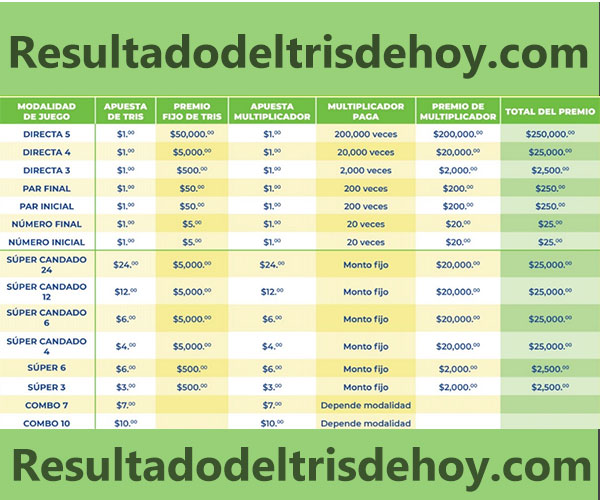 Resultadodeltrisdehoy.com
MODALIDAD DE JUEGO APUESTA DE TRIS PREMIO FIJO DE TRIS APUESTA MULTIPLICADOR MULTIPLICADOR PAGA PREMIO DE MULTIPLICADOR TOTAL DEL PREMIO
DIRECTA 5 $1.00 $50,000.00 $1.00 200,000 veces $200,000.00 $250,000.00
DIRECTA 4 $1.00 $5,000.00 $1.00 20,000 veces $20,000.00 $25,000.00
DIRECTA 3 $1.00 $500.00 $1.00 2,000 veces $2,000.00 $2,500.00
PAR FINAL $1.00 $50.00 $1.00 200 veces $200.00 $250.00
PAR INICIAL $1.00 $50.00 $1.00 200 veces $200.00 $250.00
NÚMERO FINAL $1.00 $5.00 $1.00 20 veces $20.00 $25.00
NÚMERO INICIAL $1.00 $5.00 $1.00 20 veces $20.00 $25.00
SÚPER CANDADO 24 $24.00 $5,000.00 $24.00 Monto fijo $20,000.00 $25,000.00
SÚPER CANDADO 12 $12.00 $5,000.00 $12.00 Monto fijo $20,000.00 $25,000.00
SÚPER CANDADO 6 $6.00 $5,000.00 $6.00 Monto fijo $20,000.00 $25,000.00
SÚPER CANDADO 4 $4.00 $5,000.00 $4.00 Monto fijo $20,000.00 $25,000.00
SÚPER 6 $6.00 $500.00 $6.00 Monto fijo $2,000.00 $2,500.00
SÚPER 3 $3.00 $500.00 $3.00 Monto fijo $2,000.00 $2,500.00
COMBO 7 $7.00 $7.00 Depende modalidad
COMBO 10 $10.00 $10.00 Depende modalidad
Resultadodeltrisdehoy.com